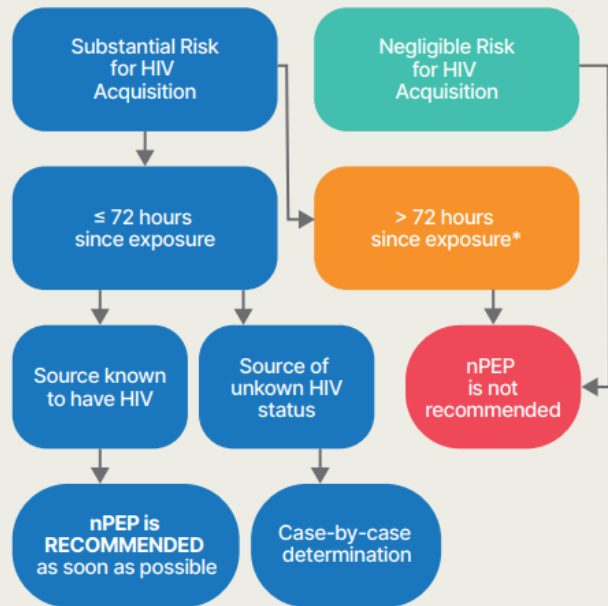 Substantial Risk
for HIV
Acquisition
Negligible Risk
for HIV
Acquisition
≤ 72 hours
since exposure
> 72 hours
since exposure*
Source known
to have HIV
Source of
unkown HIV
status
nPEP
is not
recommended
nPEP is
RECOMMENDED
as soon as possible
Case-by-case
determination